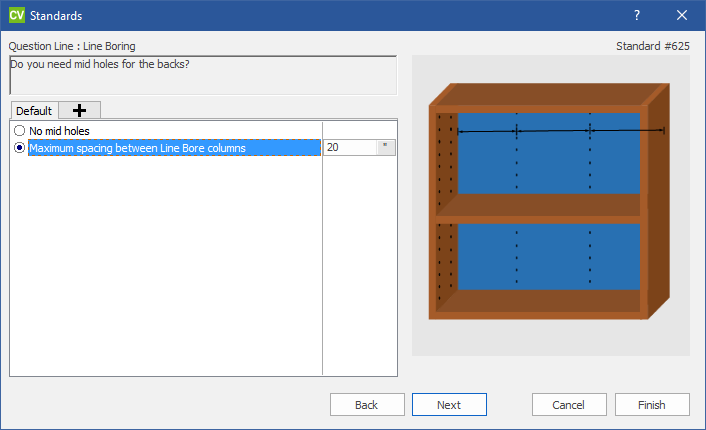 CV Standards ?
Question Line : Line Boring Standard #625
Do you need mid holes for the backs?
Default
No mid holes
Maximum spacing between Line Bore columns 20 "
Back Next Cancel Finish